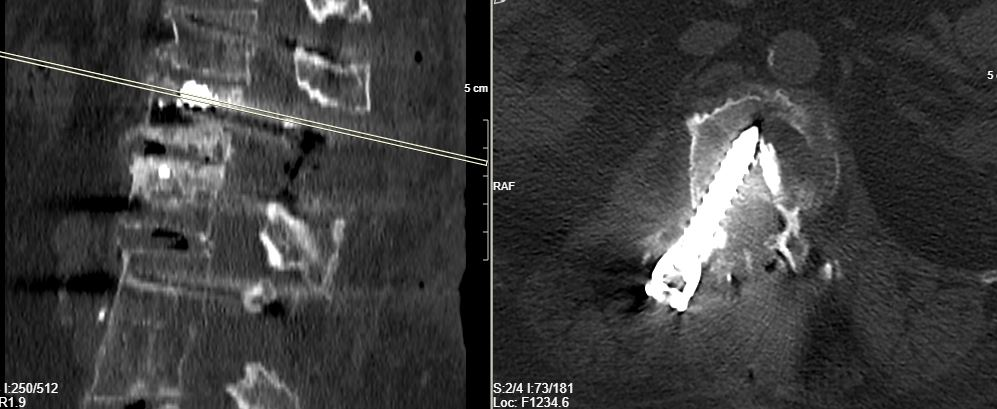 5 cm
I:250/512
R1.9
5
RAF
S:2/4 I:73/181
Loc: F1234.6